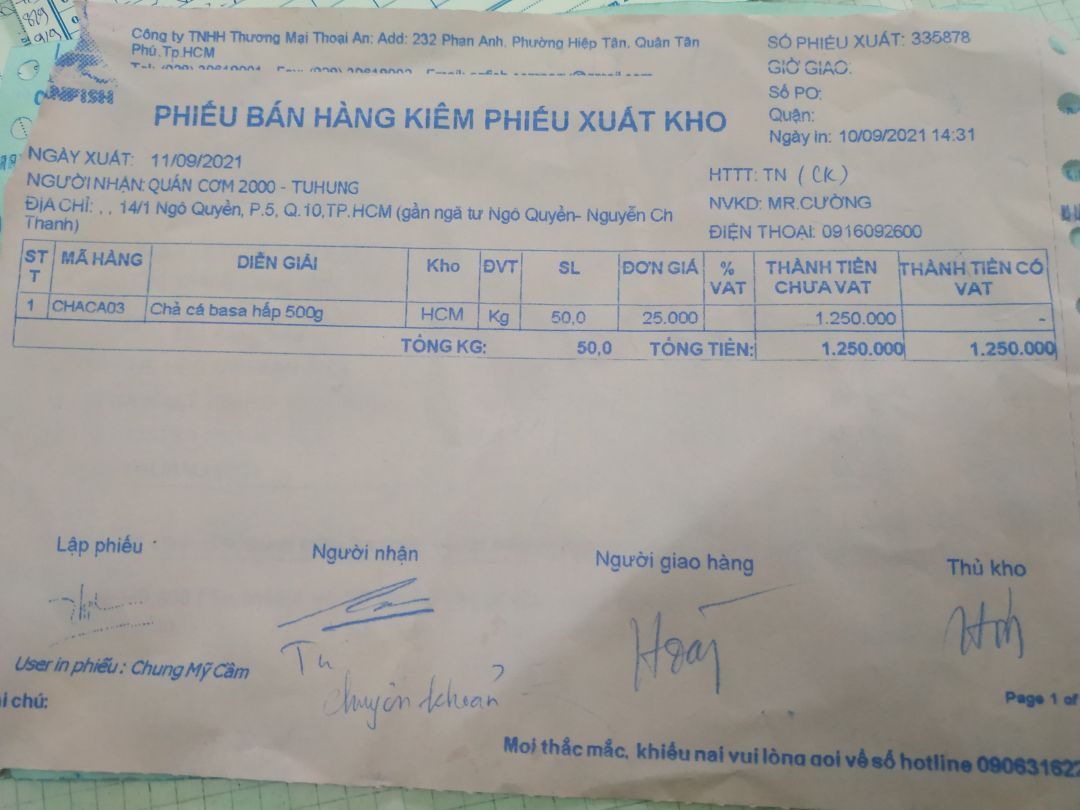 829
9/9
Công ty TNHH Thương Mại Thoại An: Add: 232 Phan Anh, Phường Hiệp Tân, Quận Tân
Phú,Tp.HCM
SỐ PHIẾU XUẤT: 335878
GIỜ GIAO:
Số PO:
Quận:
Ngày in: 10/09/2021 14:31
PHIẾU BÁN HÀNG KIÊM PHIẾU XUẤT KHO
NGÀY XUẤT: 11/09/2021
NGƯỜI NHẬN: QUÁN CƠM 2000 - TUHUNG
ĐỊA CHỈ: , , 14/1 Ngô Quyền, P.5, Q.10,TP.HCM (gần ngã tư Ngô Quyền- Nguyễn Ch
Thanh)
HTTT: TN (CK)
NVKD: MR.CƯỜNG
ĐIỆN THOẠI: 0916092600
STT MÃ HÀNG DIỄN GIẢI Kho ĐVT SL ĐƠN GIÁ % VAT THÀNH TIỀN CHƯA VAT THÀNH TIỀN CÓ VAT
1 CHACA03 Chả cá basa hấp 500g HCM Kg 50,0 25.000 1.250.000 -
TỔNG KG: 50,0 TỔNG TIỀN: 1.250.000 1.250.000
Lập phiếu Người nhận Người giao hàng Thủ kho
Tú
Hoài
chuyển khoản
User in phiếu : Chung Mỹ Cầm
i chú:
Page 1 of
Mọi thắc mắc, khiếu nại vui lòng gọi về số hotline 090631622